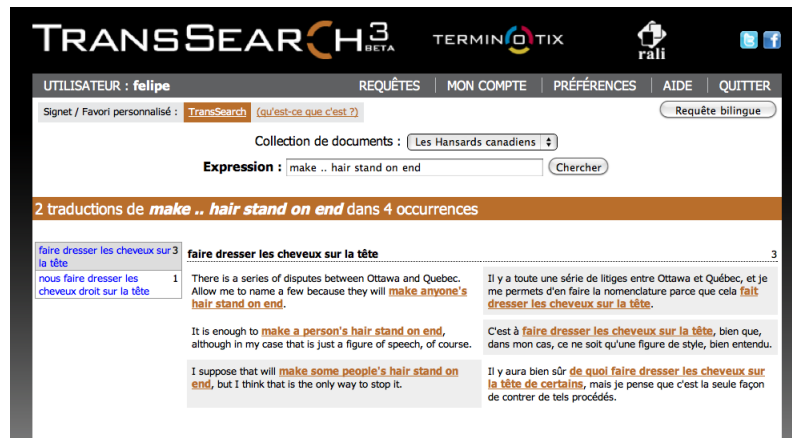 TRANSSEARCH 3 BETA TERMINOTIX rali
UTILISATEUR : felipe REQUÊTES MON COMPTE PRÉFÉRENCES AIDE QUITTER
Signet / Favori personnalisé : TransSearch (qu'est-ce que c'est ?) Requête bilingue
Collection de documents : Les Hansards canadiens
Expression : make .. hair stand on end Chercher
2 traductions de make .. hair stand on end dans 4 occurrences
faire dresser les cheveux sur 3
la tête
nous faire dresser les 1
cheveux droit sur la tête
faire dresser les cheveux sur la tête 3
There is a series of disputes between Ottawa and Quebec.
Allow me to name a few because they will make anyone's
hair stand on end.
Il y a toute une série de litiges entre Ottawa et Québec, et je
me permets d'en faire la nomenclature parce que cela fait
dresser les cheveux sur la tête.
It is enough to make a person's hair stand on end,
although in my case that is just a figure of speech, of course.
C'est à faire dresser les cheveux sur la tête, bien que,
dans mon cas, ce ne soit qu'une figure de style, bien entendu.
I suppose that will make some people's hair stand on
end, but I think that is the only way to stop it.
Il y aura bien sûr de quoi faire dresser les cheveux sur
la tête de certains, mais je pense que c'est la seule façon
de contrer de tels procédés.